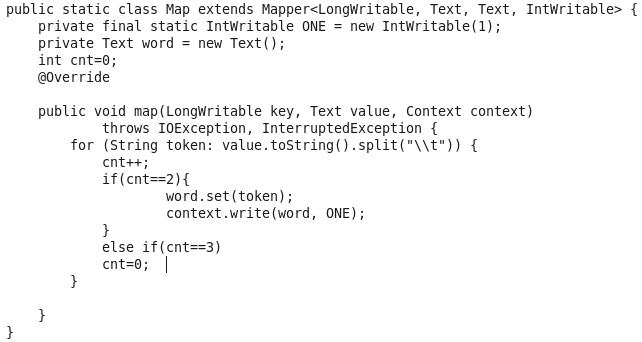 public static class Map extends Mapper<LongWritable, Text, Text, IntWritable> {
    private final static IntWritable ONE = new IntWritable(1);
    private Text word = new Text();
    int cnt=0;
    @Override

    public void map(LongWritable key, Text value, Context context)
            throws IOException, InterruptedException {
        for (String token: value.toString().split("\\t")) {
            cnt++;
            if(cnt==2){
                    word.set(token);
                    context.write(word, ONE);
            }
            else if(cnt==3)
            cnt=0;
        }

    }
}